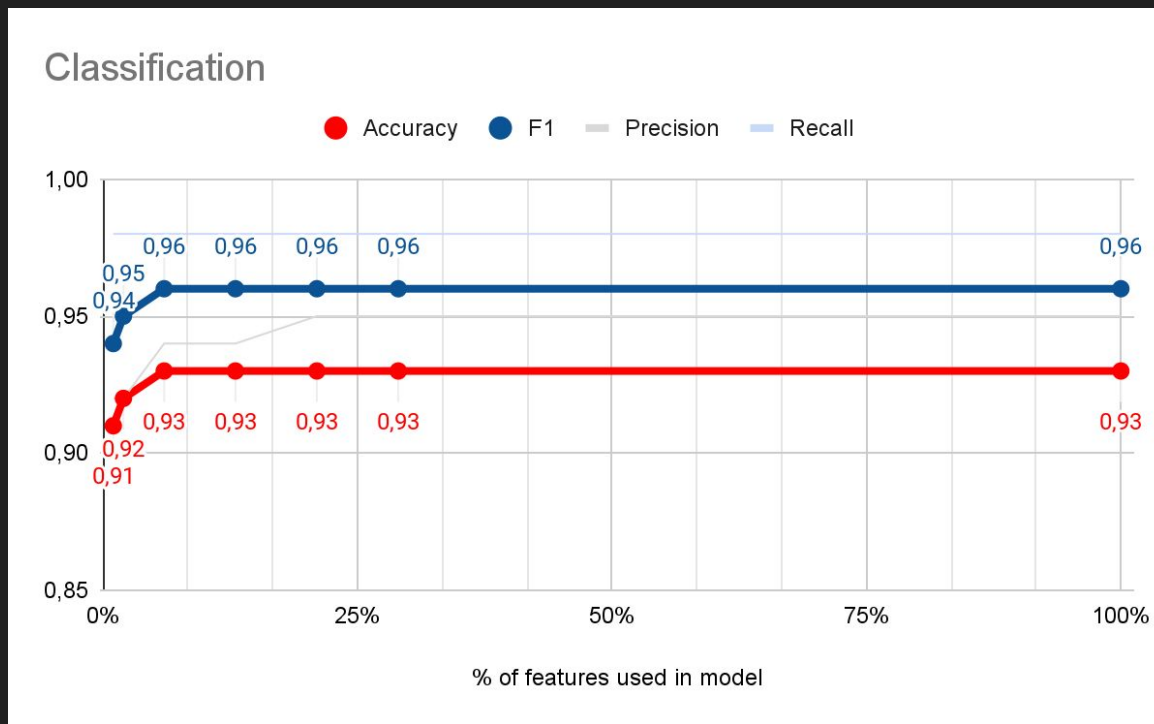 Classification
Accuracy F1 Precision Recall
1,00
0,96 0,96 0,96 0,96 0,96
0,95
0,94
0,95
0,93 0,93 0,93 0,93 0,93
0,92
0,90
0,91
0,85
0% 25% 50% 75% 100%
% of features used in model